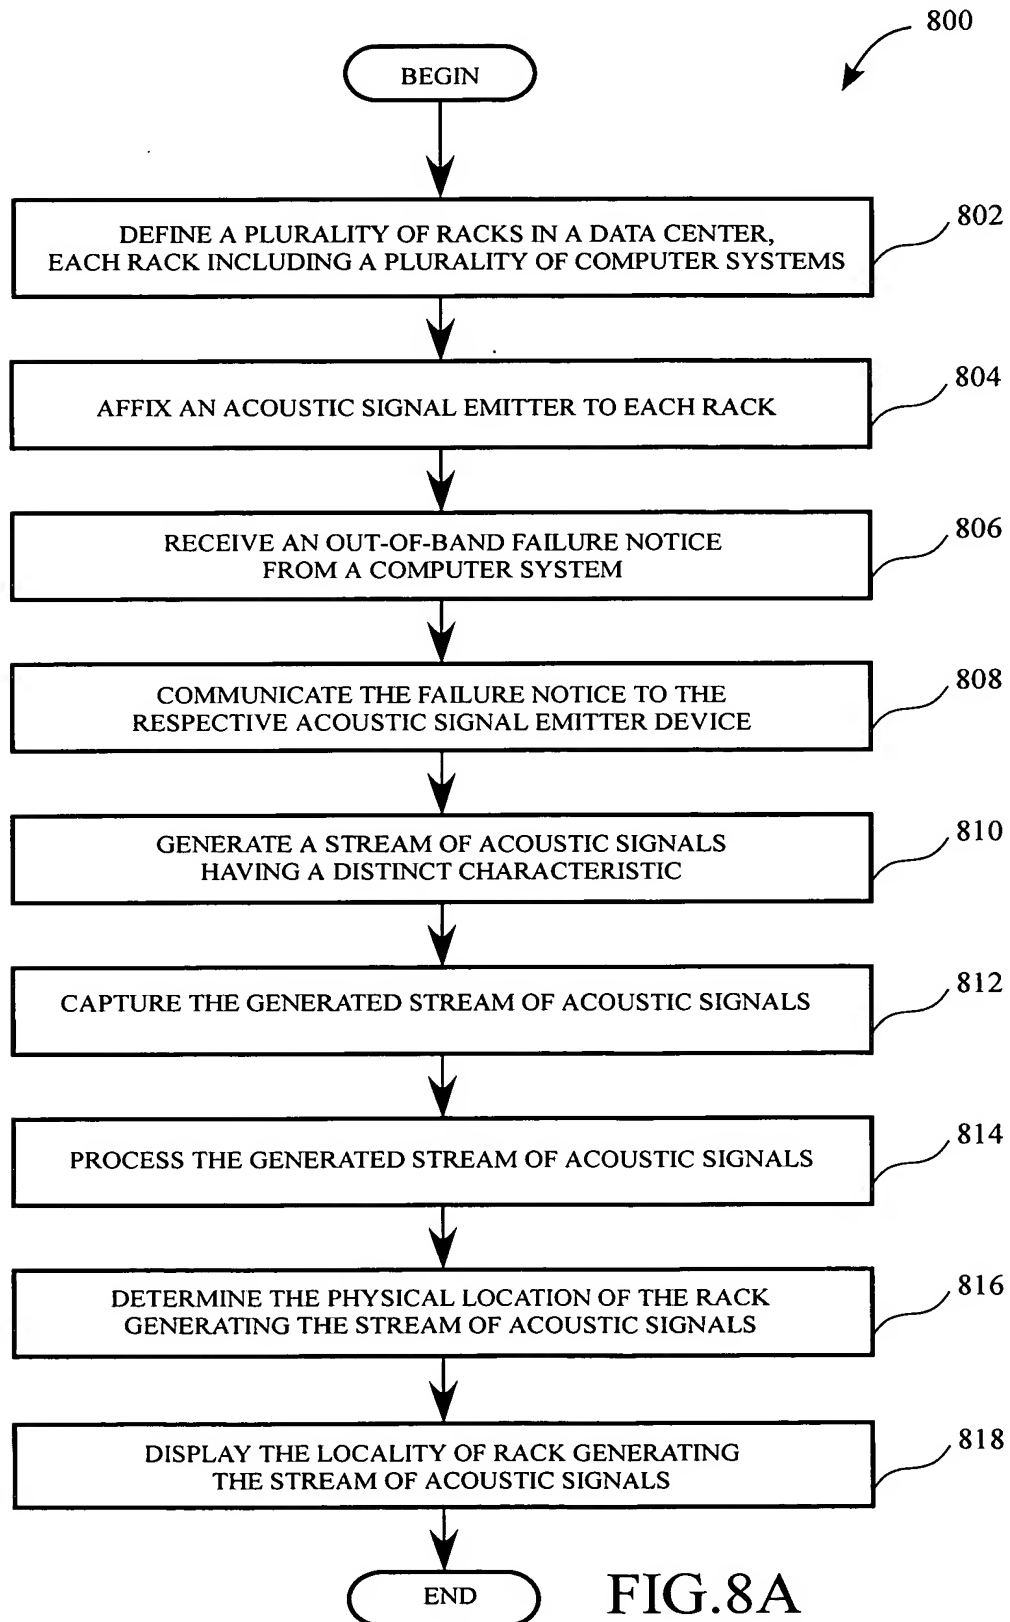 800
BEGIN
DEFINE A PLURALITY OF RACKS IN A DATA CENTER,
EACH RACK INCLUDING A PLURALITY OF COMPUTER SYSTEMS
802
AFFIX AN ACOUSTIC SIGNAL EMITTER TO EACH RACK
804
RECEIVE AN OUT-OF-BAND FAILURE NOTICE
FROM A COMPUTER SYSTEM
806
COMMUNICATE THE FAILURE NOTICE TO THE
RESPECTIVE ACOUSTIC SIGNAL EMITTER DEVICE
808
GENERATE A STREAM OF ACOUSTIC SIGNALS
HAVING A DISTINCT CHARACTERISTIC
810
CAPTURE THE GENERATED STREAM OF ACOUSTIC SIGNALS
812
PROCESS THE GENERATED STREAM OF ACOUSTIC SIGNALS
814
DETERMINE THE PHYSICAL LOCATION OF THE RACK
GENERATING THE STREAM OF ACOUSTIC SIGNALS
816
DISPLAY THE LOCALITY OF RACK GENERATING
THE STREAM OF ACOUSTIC SIGNALS
818
END
FIG.8A